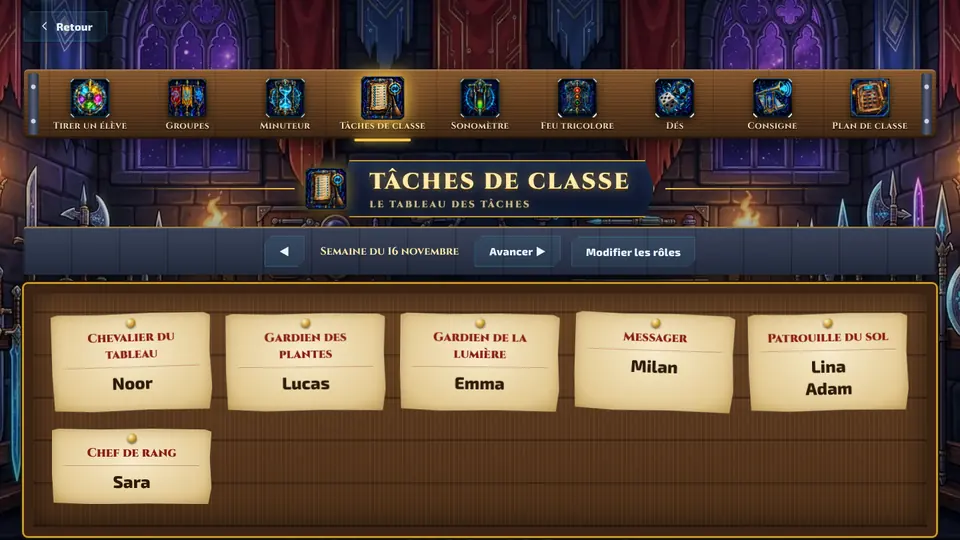 Retour
Tirer un élève
Groupes
Minuteur
Tâches de classe
Sonomètre
Feu tricolore
Dés
Consigne
Plan de classe
TÂCHES DE CLASSE
LE TABLEAU DES TÂCHES
Semaine du 16 novembre
Avancer
Modifier les rôles
Chevalier du
tableau
Noor
Gardien des
plantes
Lucas
Gardien de la
lumière
Emma
Messager
Milan
Patrouille du sol
Lina
Adam
Chef de rang
Sara